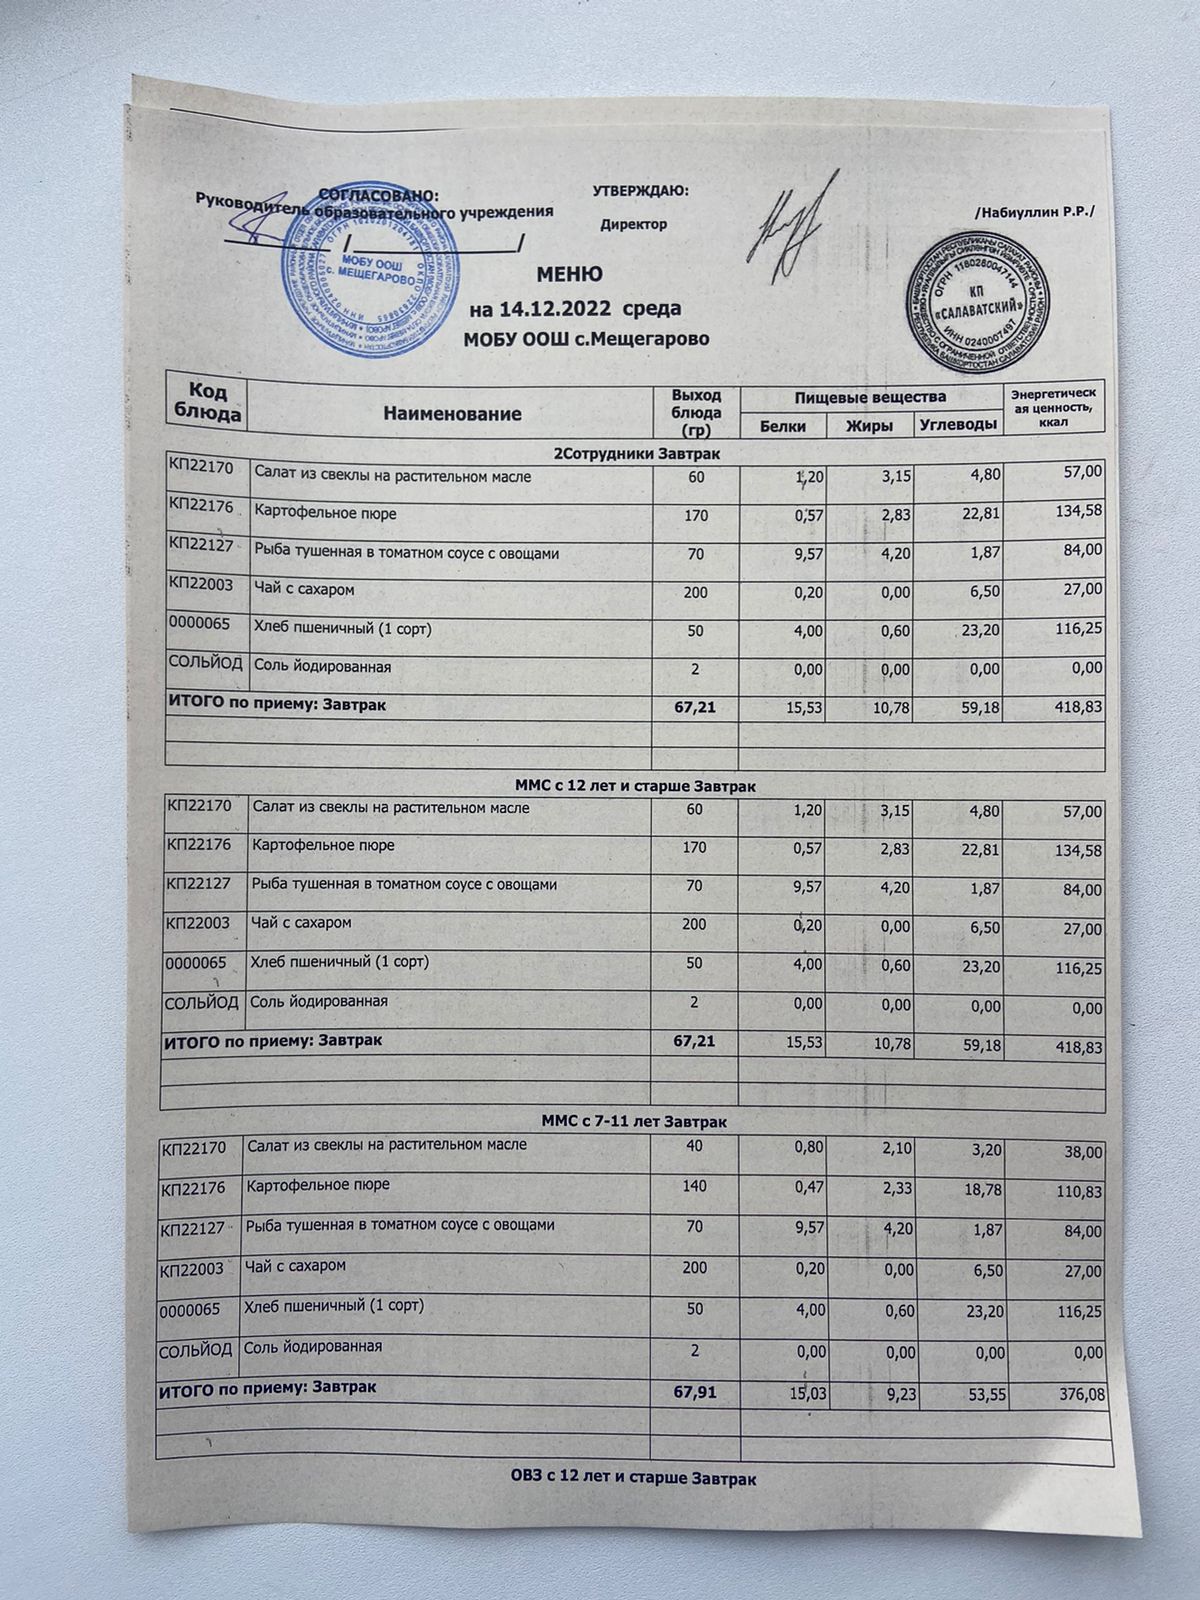 СОГЛАСОВАНО:
Руководитель образовательного учреждения
/ /
УТВЕРЖДАЮ:
Директор
/Набиуллин Р.Р./
МОБУ ООШ
с. МЕЩЕГАРОВО
ОГРН 1160280047144
КП
«САЛАВАТСКИЙ»
ИНН 0240007497
МЕНЮ
на 14.12.2022 среда
МОБУ ООШ с.Мещегарово
Код блюда Наименование Выход блюда (гр) Пищевые вещества Энергетическая ценность, ккал
Белки Жиры Углеводы
2Сотрудники Завтрак
КП22170 Салат из свеклы на растительном масле 60 1,20 3,15 4,80 57,00
КП22176 Картофельное пюре 170 0,57 2,83 22,81 134,58
КП22127 Рыба тушенная в томатном соусе с овощами 70 9,57 4,20 1,87 84,00
КП22003 Чай с сахаром 200 0,20 0,00 6,50 27,00
0000065 Хлеб пшеничный (1 сорт) 50 4,00 0,60 23,20 116,25
СОЛЬЙОД Соль йодированная 2 0,00 0,00 0,00 0,00
ИТОГО по приему: Завтрак 67,21 15,53 10,78 59,18 418,83
ММС с 12 лет и старше Завтрак
КП22170 Салат из свеклы на растительном масле 60 1,20 3,15 4,80 57,00
КП22176 Картофельное пюре 170 0,57 2,83 22,81 134,58
КП22127 Рыба тушенная в томатном соусе с овощами 70 9,57 4,20 1,87 84,00
КП22003 Чай с сахаром 200 0,20 0,00 6,50 27,00
0000065 Хлеб пшеничный (1 сорт) 50 4,00 0,60 23,20 116,25
СОЛЬЙОД Соль йодированная 2 0,00 0,00 0,00 0,00
ИТОГО по приему: Завтрак 67,21 15,53 10,78 59,18 418,83
ММС с 7-11 лет Завтрак
КП22170 Салат из свеклы на растительном масле 40 0,80 2,10 3,20 38,00
КП22176 Картофельное пюре 140 0,47 2,33 18,78 110,83
КП22127 Рыба тушенная в томатном соусе с овощами 70 9,57 4,20 1,87 84,00
КП22003 Чай с сахаром 200 0,20 0,00 6,50 27,00
0000065 Хлеб пшеничный (1 сорт) 50 4,00 0,60 23,20 116,25
СОЛЬЙОД Соль йодированная 2 0,00 0,00 0,00 0,00
ИТОГО по приему: Завтрак 67,91 15,03 9,23 53,55 376,08
ОВЗ с 12 лет и старше Завтрак